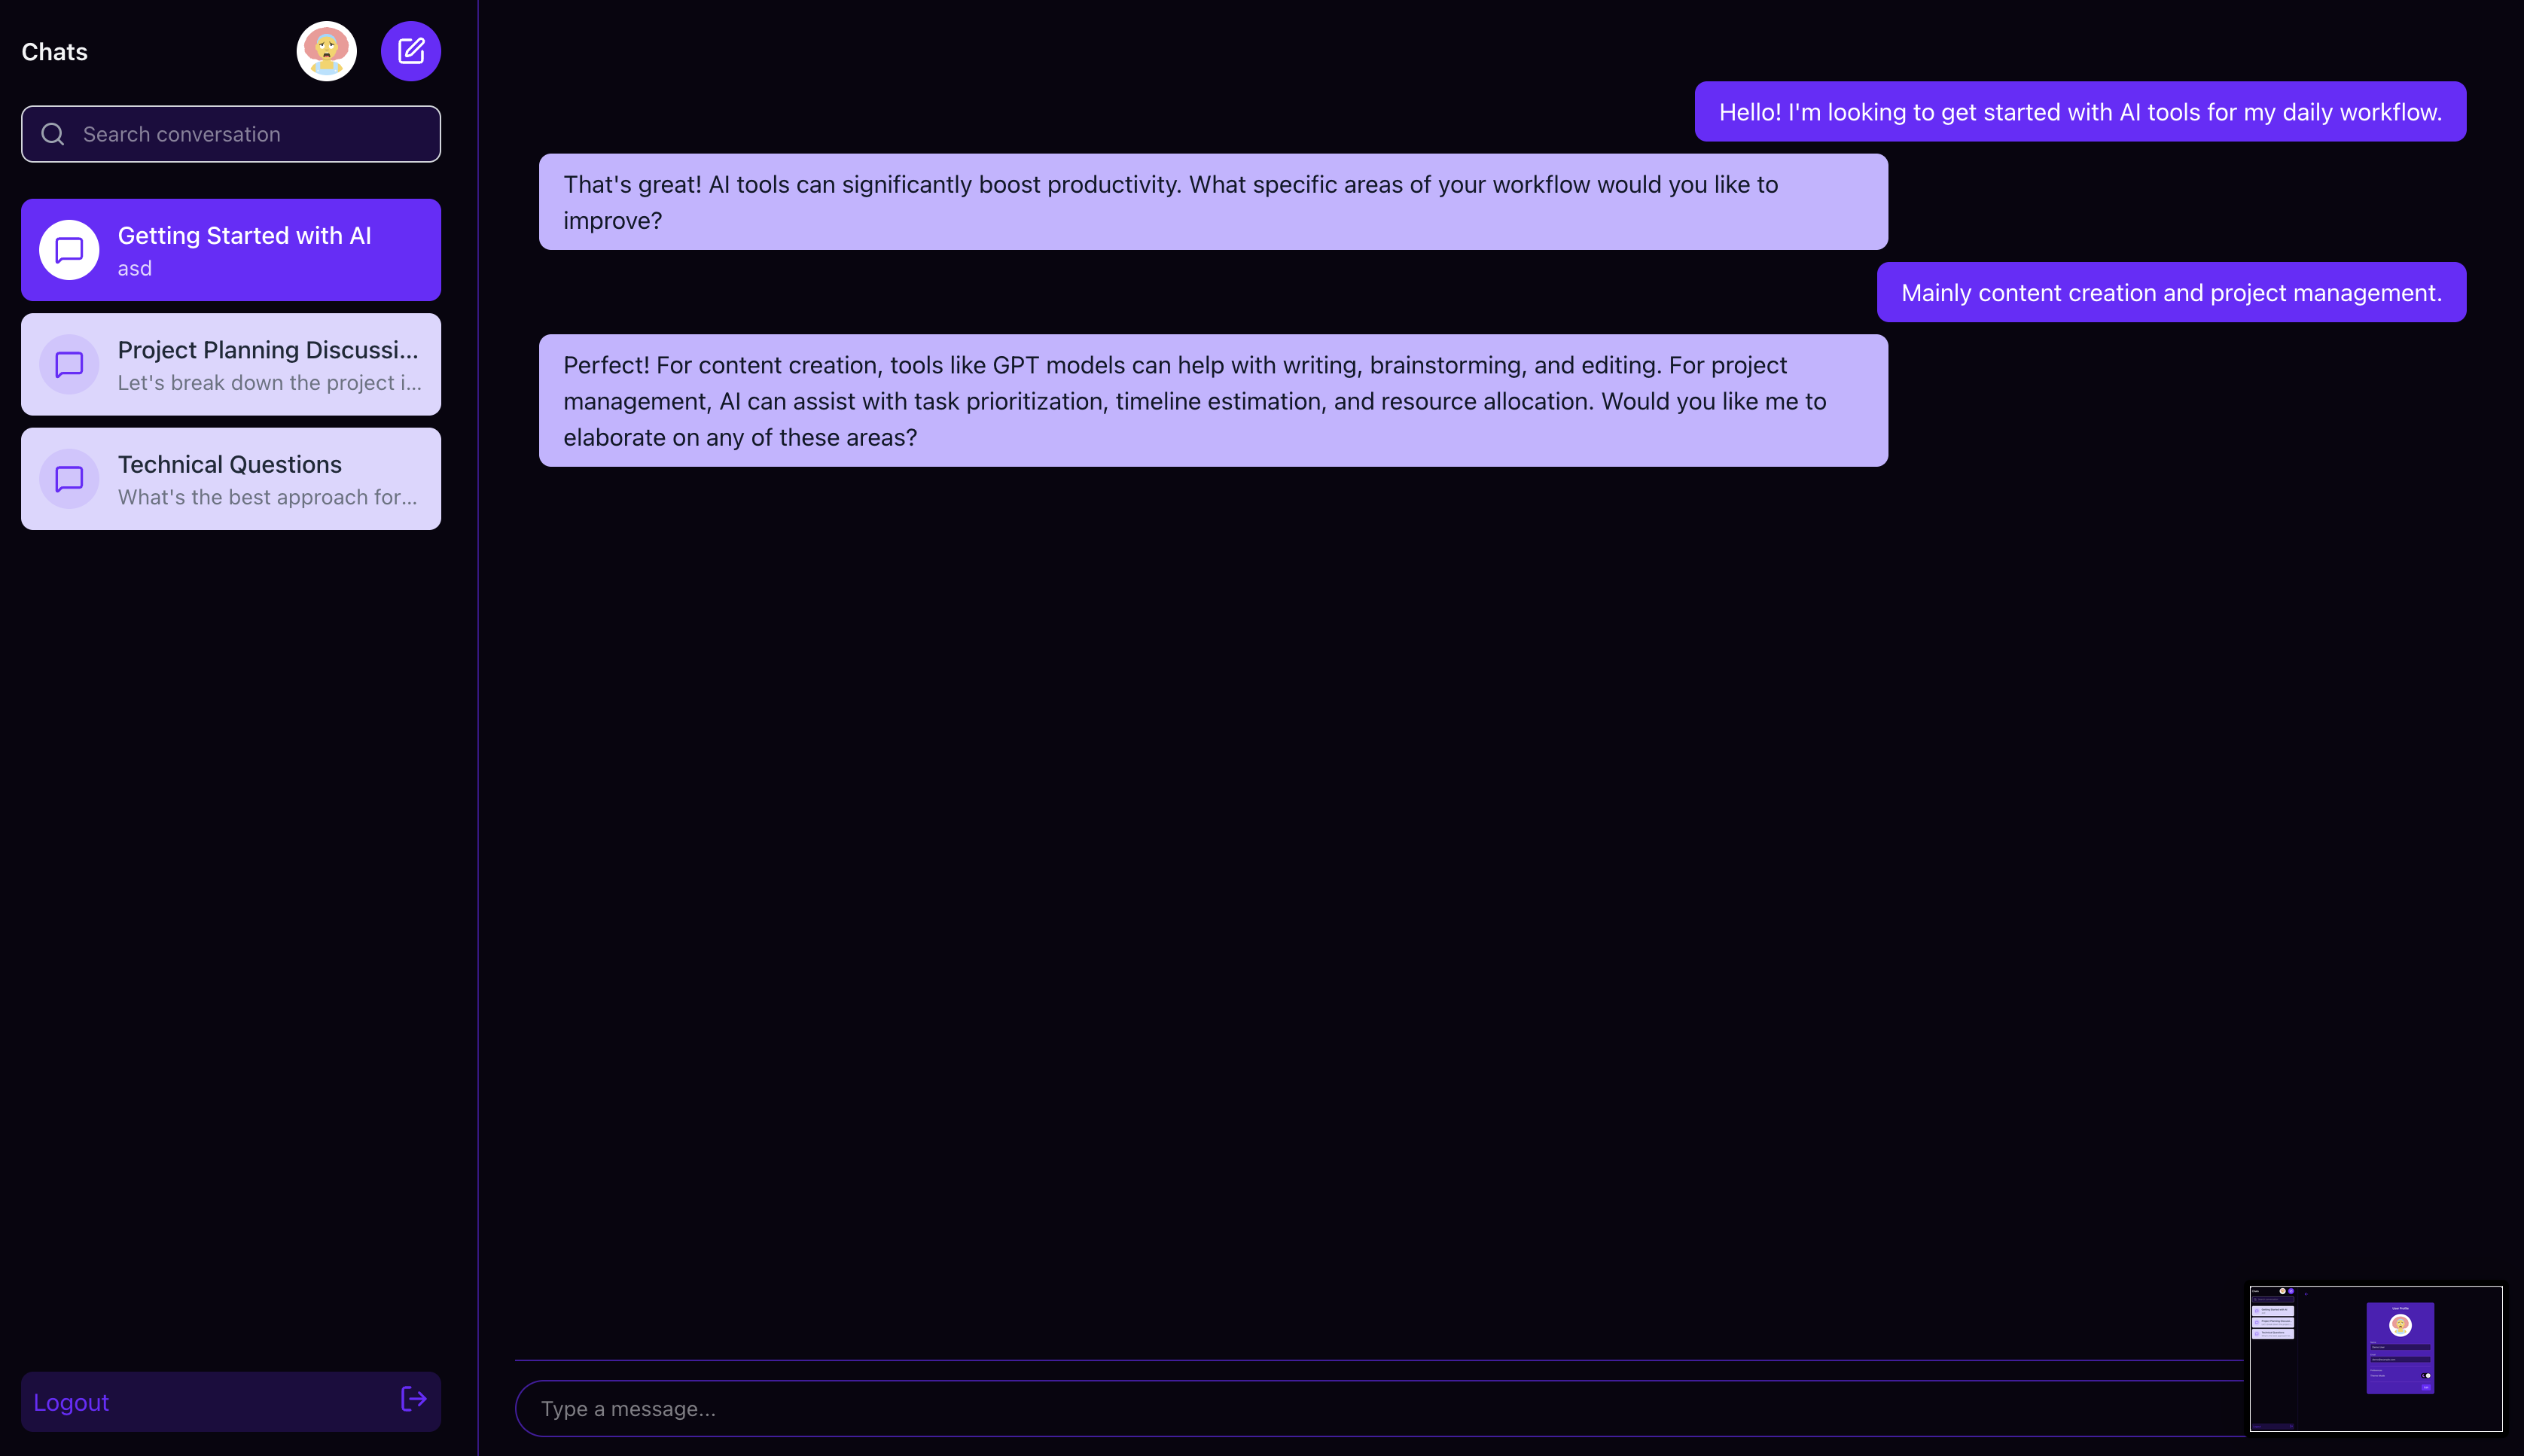 Chats
Search conversation
Getting Started with AI
asd
Project Planning Discussi...
Let's break down the project i...
Technical Questions
What's the best approach for...
Logout
Hello! I'm looking to get started with AI tools for my daily workflow.
That's great! AI tools can significantly boost productivity. What specific areas of your workflow would you like to
improve?
Mainly content creation and project management.
Perfect! For content creation, tools like GPT models can help with writing, brainstorming, and editing. For project
management, AI can assist with task prioritization, timeline estimation, and resource allocation. Would you like me to
elaborate on any of these areas?
Type a message...